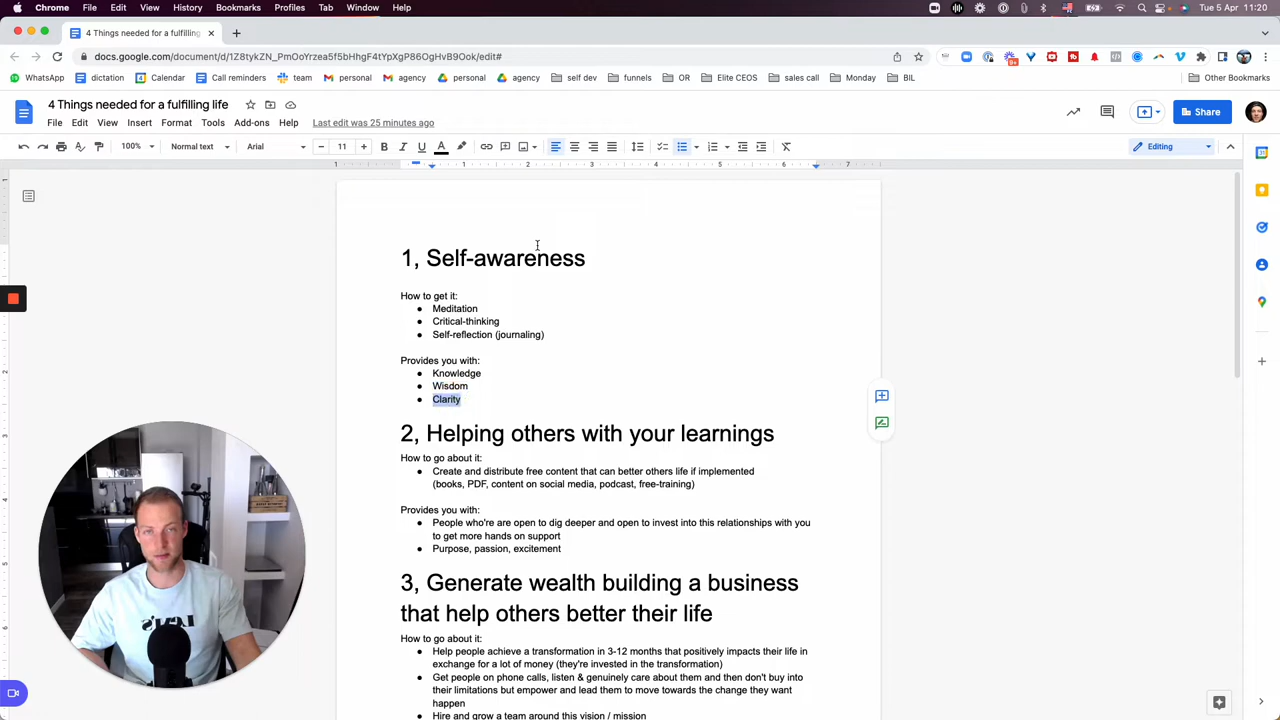 Chrome File Edit View History Bookmarks Profiles Tab Window Help Tue 5 Apr 11:20
4 Things needed for a fulfilling
docs.google.com/document/d/1Z8tykZN_PmOoYrzea5f5bHhgF4tYpXgP86OgHvB9Ook/edit#
9+
WhatsApp dictation Calendar Call reminders team personal agency personal agency self dev funnels OR Elite CEOS sales call Monday BIL Other Bookmarks
4 Things needed for a fulfilling life
File Edit View Insert Format Tools Add-ons Help Last edit was 25 minutes ago
Share
100% Normal text Arial 11 B I U A Editing
1 1 2 3 4 5 6 7
1, Self-awareness
How to get it:
● Meditation
● Critical-thinking
● Self-reflection (journaling)
Provides you with:
● Knowledge
● Wisdom
● Clarity
2, Helping others with your learnings
How to go about it:
● Create and distribute free content that can better others life if implemented
(books, PDF, content on social media, podcast, free-training)
Provides you with:
● People who're are open to dig deeper and open to invest into this relationships with you
to get more hands on support
● Purpose, passion, excitement
3, Generate wealth building a business
that help others better their life
How to go about it:
● Help people achieve a transformation in 3-12 months that positively impacts their life in
exchange for a lot of money (they're invested in the transformation)
● Get people on phone calls, listen & genuinely care about them and then don't buy into
their limitations but empower and lead them to move towards the change they want
happen
● Hire and grow a team around this vision / mission